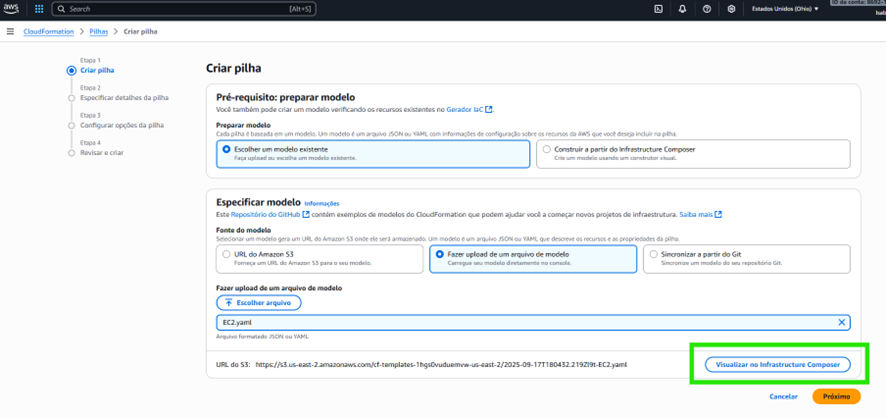 aws
Search
[Alt+S]
Estados Unidos (Ohio)
CloudFormation > Pilhas > Criar pilha
Etapa 1
Criar pilha
Etapa 2
Especificar detalhes da pilha
Etapa 3
Configurar opções da pilha
Etapa 4
Revisar e criar
Criar pilha
Pré-requisito: preparar modelo
Você também pode criar um modelo verificando os recursos existentes no Gerador IaC.
Preparar modelo
Cada pilha é baseada em um modelo. Um modelo é um arquivo JSON ou YAML com informações de configuração sobre os recursos da AWS que você deseja incluir na pilha.
Escolher um modelo existente
Faça upload ou escolha um modelo existente.
Construir a partir do Infrastructure Composer
Crie um modelo usando um construtor visual.
Especificar modelo Informações
Este Repositório do GitHub contém exemplos de modelos do CloudFormation que podem ajudar você a começar novos projetos de infraestrutura. Saiba mais
Fonte do modelo
Selecionar um modelo gera um URL do Amazon S3 onde ele será armazenado. Um modelo é um arquivo JSON ou YAML que descreve os recursos e as propriedades da pilha.
URL do Amazon S3
Forneça um URL do Amazon S3 para o seu modelo.
Fazer upload de um arquivo de modelo
Carregue seu modelo diretamente no console.
Sincronizar a partir do Git
Sincronize um modelo do seu repositório Git.
Fazer upload de um arquivo de modelo
Escolher arquivo
EC2.yaml
Arquivo formatado JSON ou YAML
URL do S3: https://s3.us-east-2.amazonaws.com/cf-templates-1hgs0vuduemvw-us-east-2/2025-09-17T180432.219ZI9t-EC2.yaml
Visualizar no Infrastructure Composer
Cancelar
Próximo